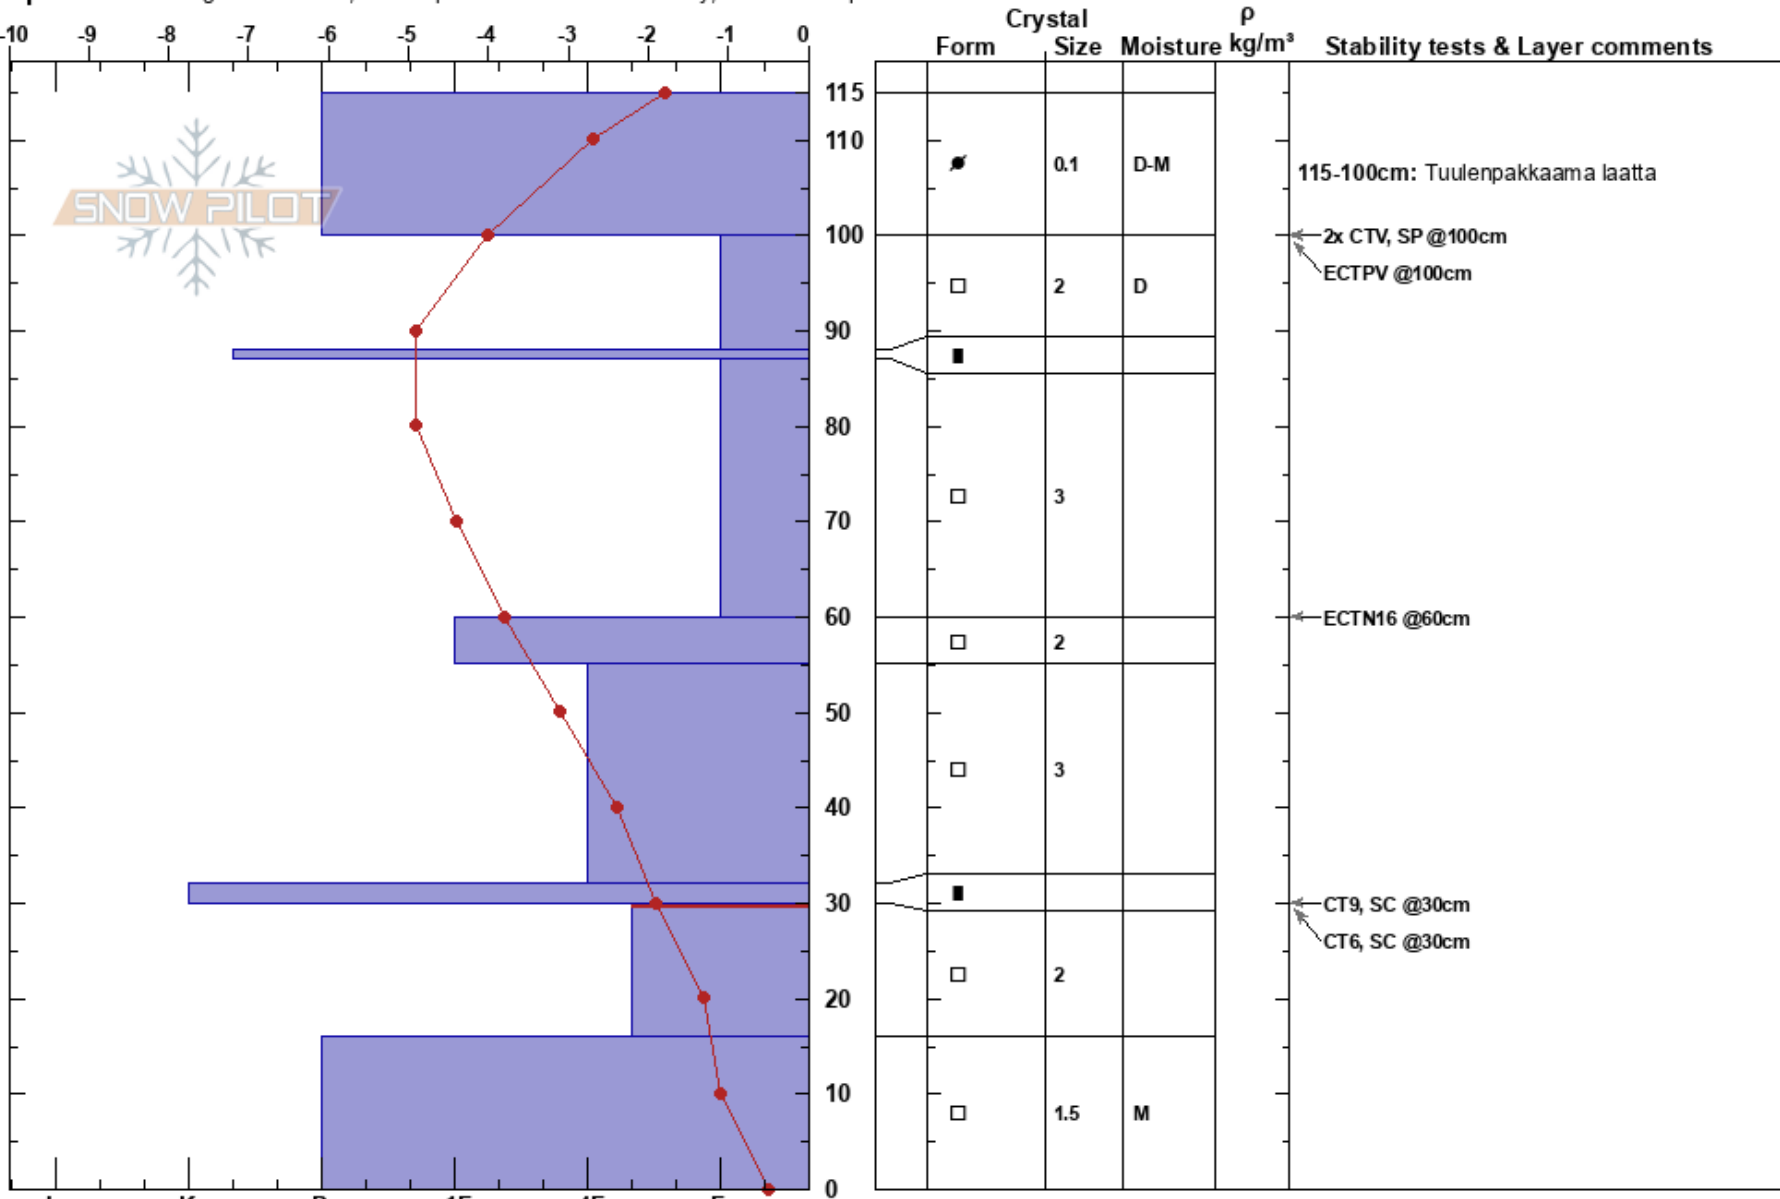 -10 -9 -8 -7 -6 -5 -4 -3 -2 -1 0
Crystal
ρ
Form Size Moisture kg/m³ Stability tests & Layer comments
115
110
0.1 D-M
115-100cm: Tuulenpakkaama laatta
SNOW PILOT
100
2x CTV, SP @100cm
ECTPV @100cm
2 D
90
80
3
70
60
ECTN16 @60cm
2
50
3
40
30
CT9, SC @30cm
CT6, SC @30cm
2
20
10
1.5 M
0